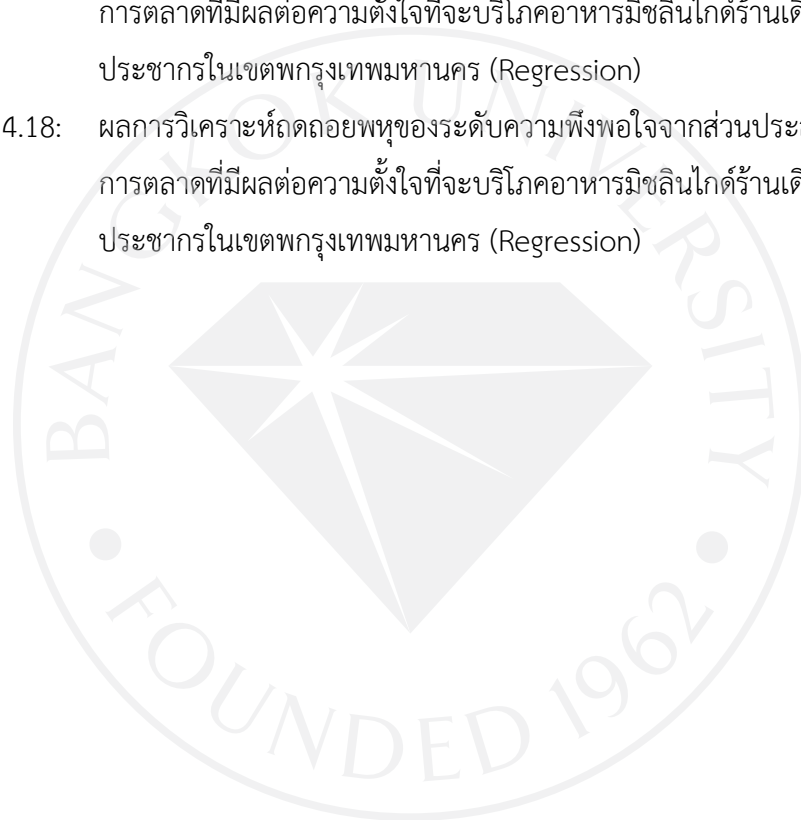 การตลาดที่มีผลต่อความตั้งใจที่จะบริโภคอาหารมิชลินไกด์ร้านเดิ
ประชากรในเขตพกรุงเทพมหานคร (Regression)
4.18: ผลการวิเคราะห์ถดถอยพหุของระดับความพึงพอใจจากส่วนประ
การตลาดที่มีผลต่อความตั้งใจที่จะบริโภคอาหารมิชลินไกด์ร้านเดิ
ประชากรในเขตพกรุงเทพมหานคร (Regression)
BANGKOK UNIVERSITY
FOUNDED 1962